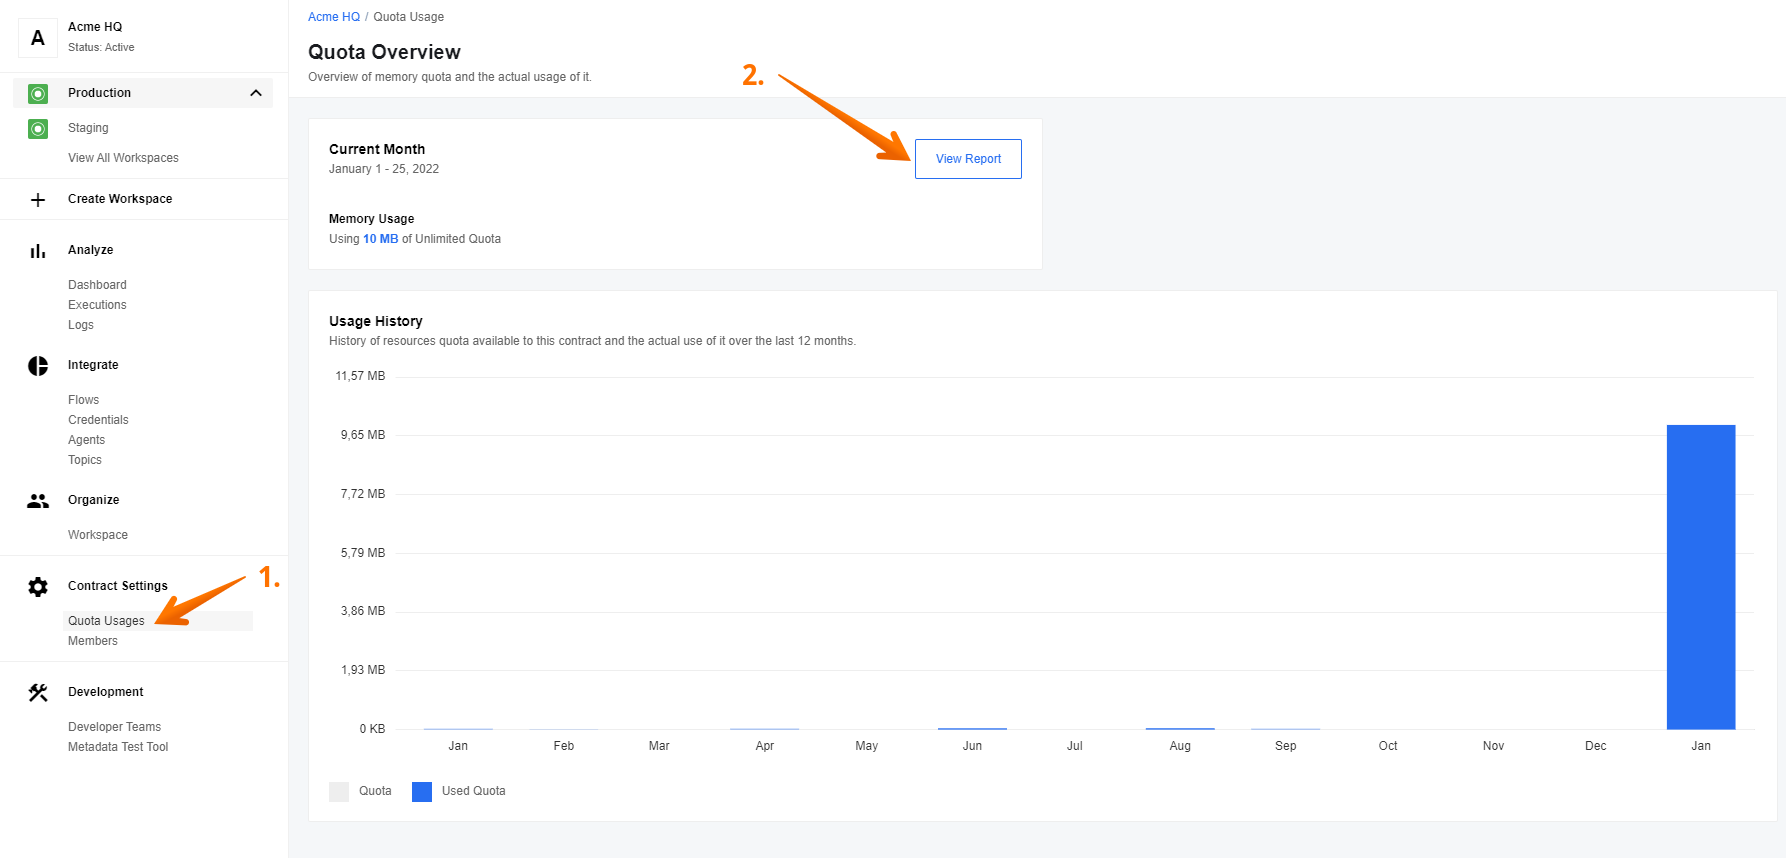 A
Acme HQ
Status: Active
Production
Staging
View All Workspaces
Create Workspace
Analyze
Dashboard
Executions
Logs
Integrate
Flows
Credentials
Agents
Topics
Organize
Workspace
Contract Settings
1.
Quota Usages
Members
Development
Developer Teams
Metadata Test Tool
Acme HQ / Quota Usage
Quota Overview
Overview of memory quota and the actual usage of it.
2.
Current Month
January 1 - 25, 2022
View Report
Memory Usage
Using 10 MB of Unlimited Quota
Usage History
History of resources quota available to this contract and the actual use of it over the last 12 months.
11,57 MB
9,65 MB
7,72 MB
5,79 MB
3,86 MB
1,93 MB
0 KB
Jan Feb Mar Apr May Jun Jul Aug Sep Oct Nov Dec Jan
Quota Used Quota